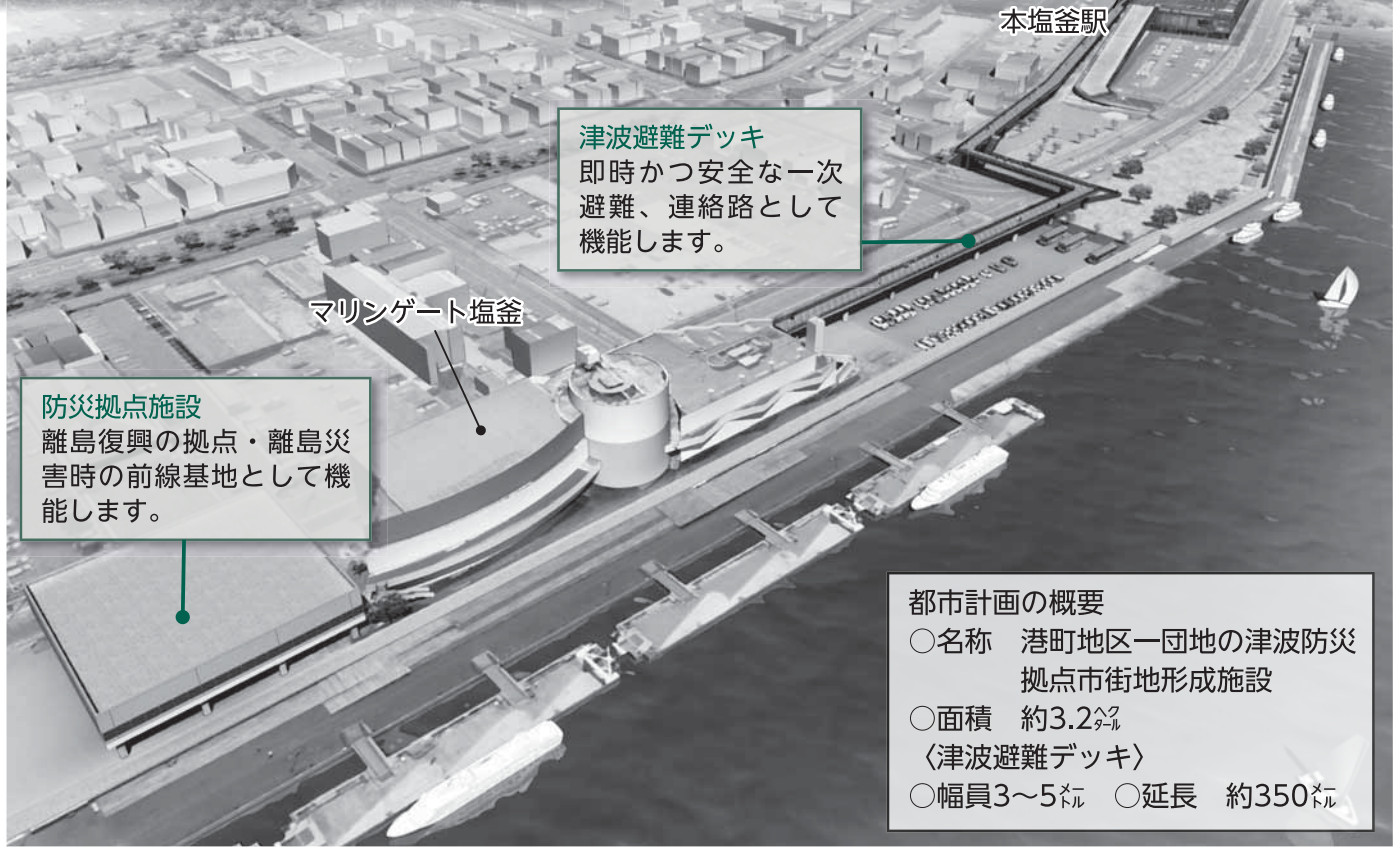 本塩釜駅
津波避難デッキ
即時かつ安全な一次
避難、連絡路として
機能します。
マリンゲート塩釜
防災拠点施設
離島復興の拠点・離島災
害時の前線基地として機
能します。
都市計画の概要
○名称　港町地区一団地の津波防災
拠点市街地形成施設
○面積　約3.2㌶
〈津波避難デッキ〉
○幅員3～5㍍　○延長　約350㍍